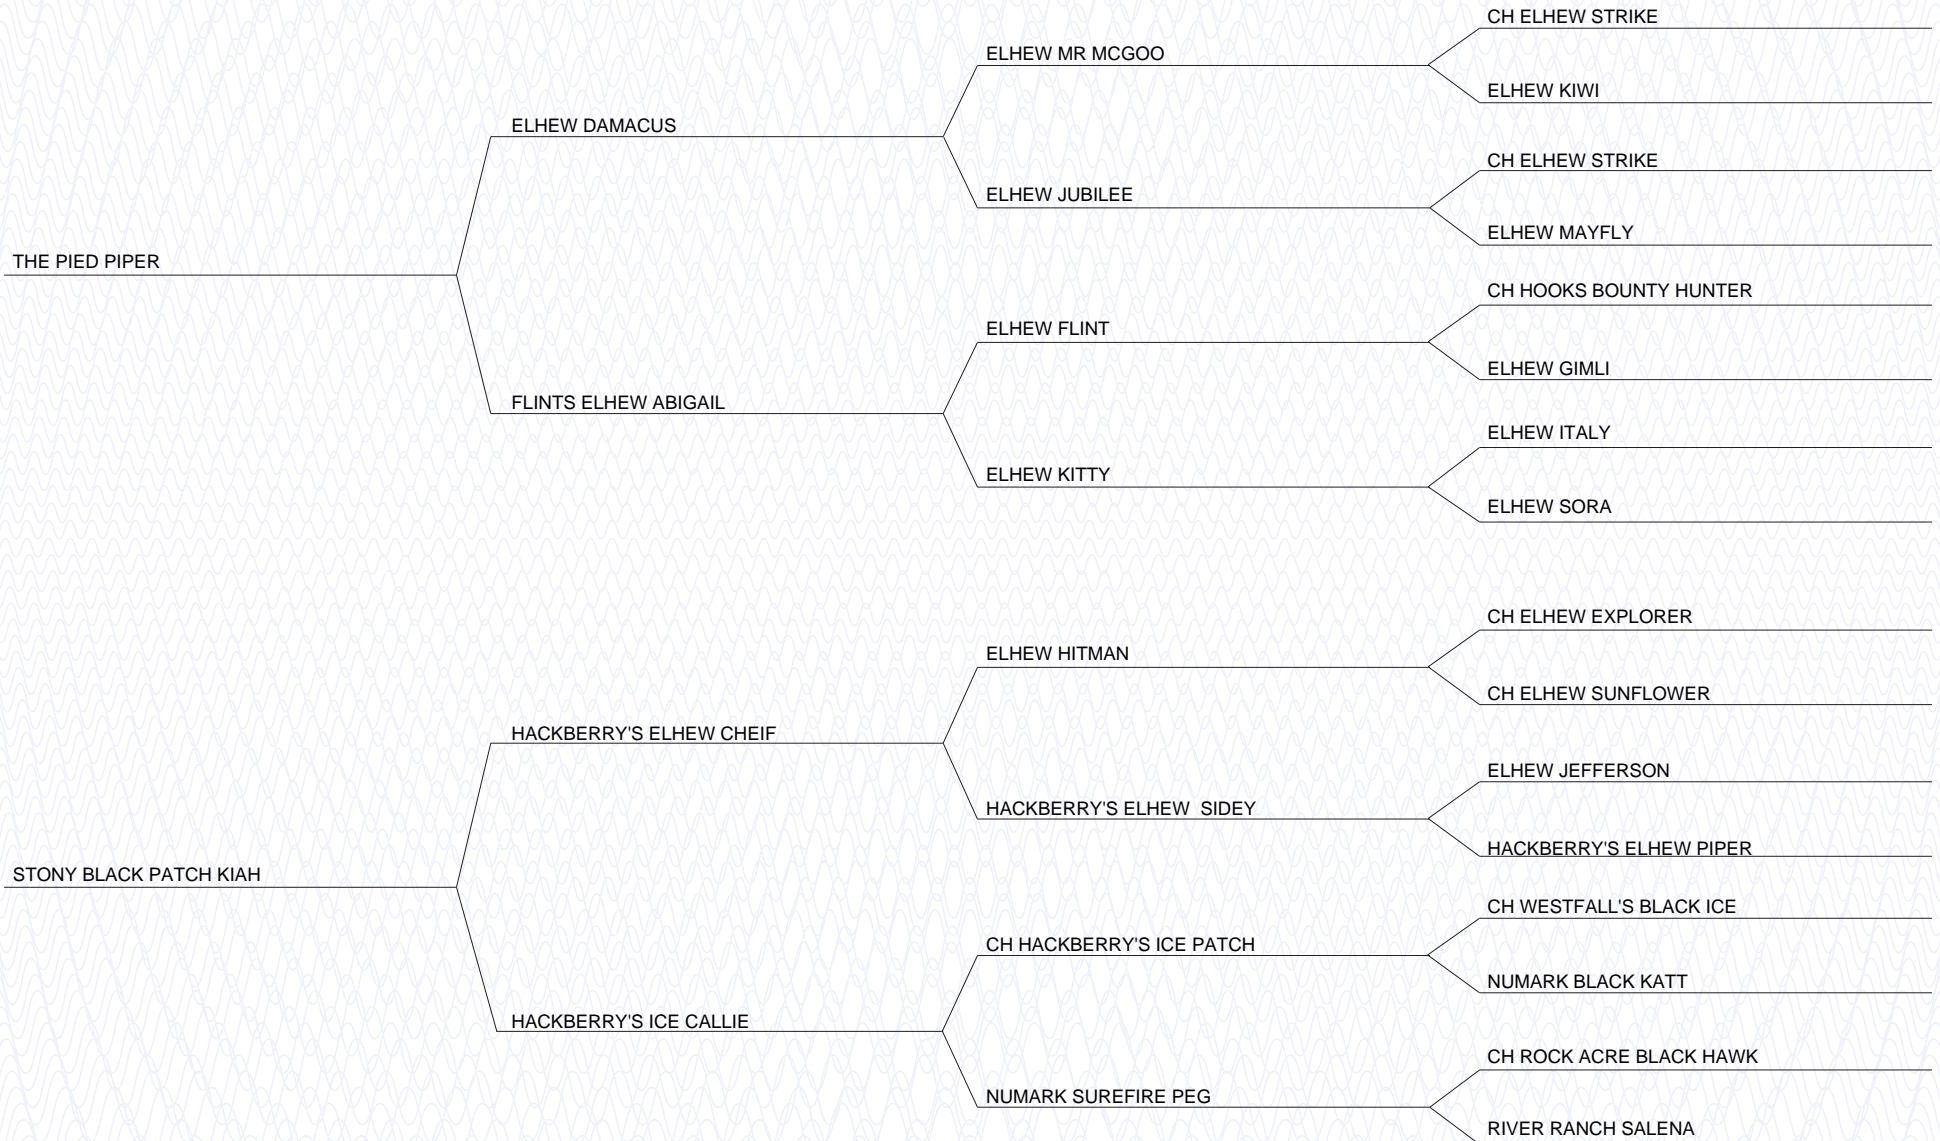 CH ELHEW STRIKE
ELHEW MR MCGOO
ELHEW KIWI
ELHEW DAMACUS
CH ELHEW STRIKE
ELHEW JUBILEE
ELHEW MAYFLY
THE PIED PIPER
CH HOOKS BOUNTY HUNTER
ELHEW FLINT
ELHEW GIMLI
FLINTS ELHEW ABIGAIL
ELHEW ITALY
ELHEW KITTY
ELHEW SORA
CH ELHEW EXPLORER
ELHEW HITMAN
CH ELHEW SUNFLOWER
HACKBERRY'S ELHEW CHEIF
ELHEW JEFFERSON
HACKBERRY'S ELHEW  SIDEY
HACKBERRY'S ELHEW PIPER
STONY BLACK PATCH KIAH
CH WESTFALL'S BLACK ICE
CH HACKBERRY'S ICE PATCH
NUMARK BLACK KATT
HACKBERRY'S ICE CALLIE
CH ROCK ACRE BLACK HAWK
NUMARK SUREFIRE PEG
RIVER RANCH SALENA